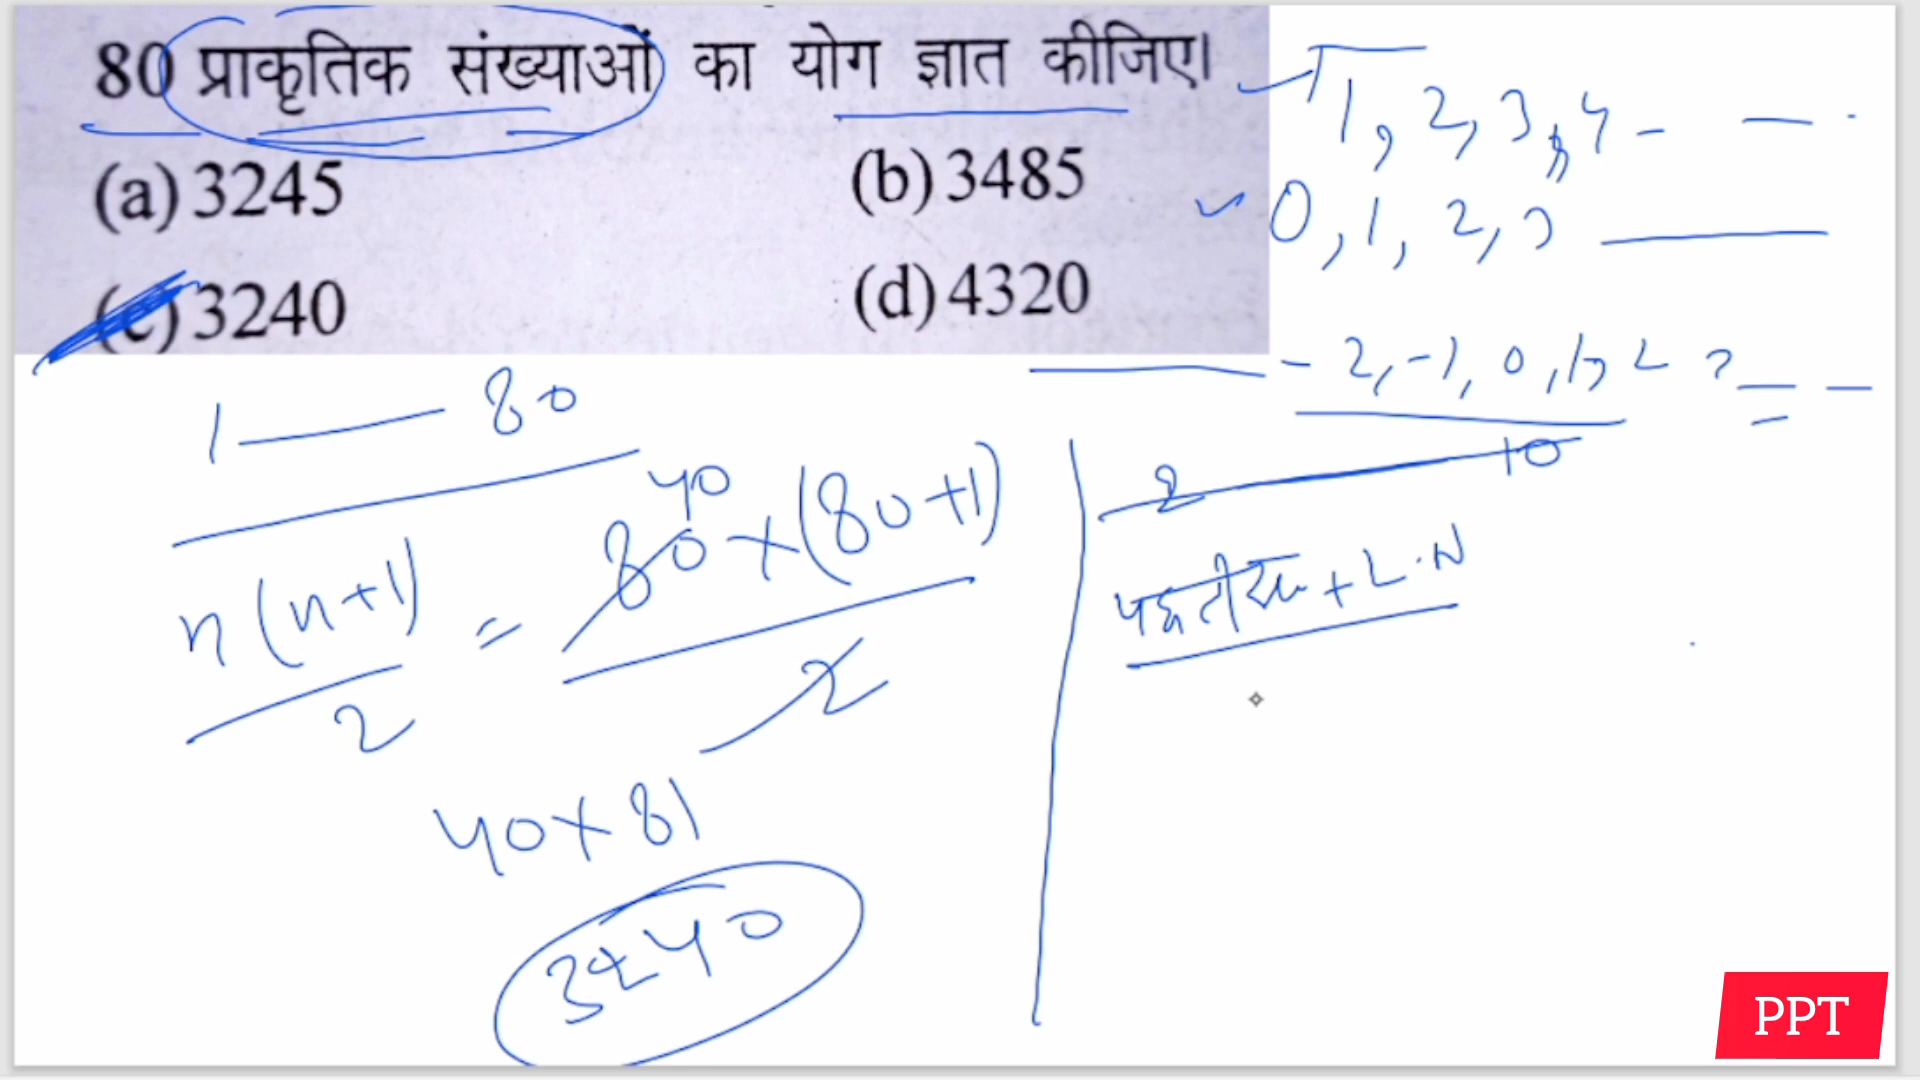 80 प्राकृतिक संख्याओं का योग ज्ञात कीजिए।
(a) 3245
(b) 3485
(c) 3240
(d) 4320
1, 2, 3, 4 - — .
0, 1, 2, 3 ———
——— - 2, -1, 0, 1, 2 ? — —
1 ——— 80
n(n+1) = 80 × (80+1)
40
2
2
40 × 81
3240
2 ——— 10
+ L.N
PPT